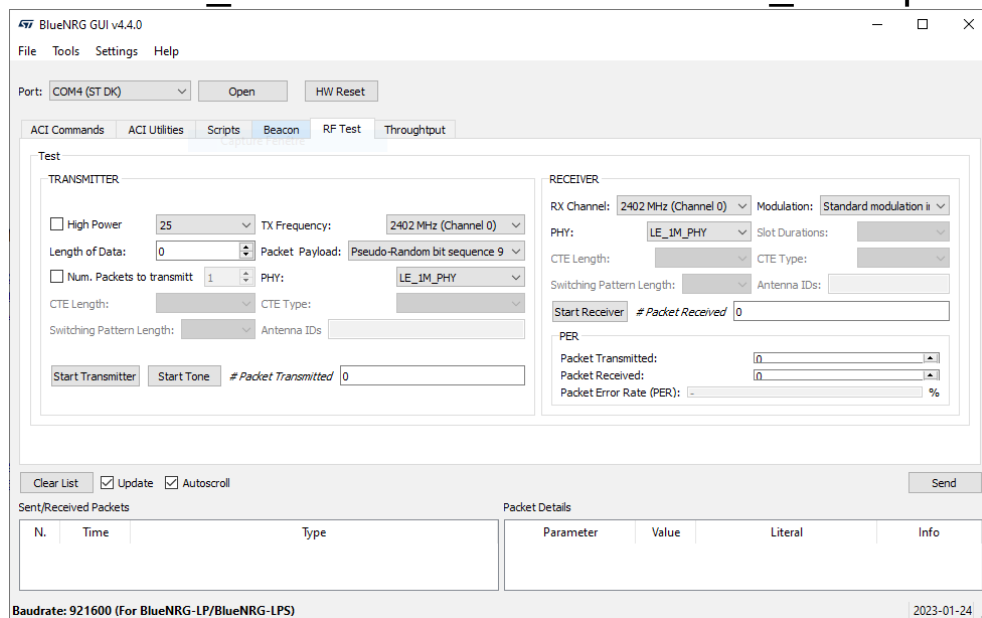 BlueNRG GUI v4.4.0
File Tools Settings Help
Port: COM4 (ST DK) Open HW Reset
ACI Commands ACI Utilities Scripts Beacon RF Test Throughtput
Capture Fenêtre
Test
TRANSMITTER
High Power 25 TX Frequency: 2402 MHz (Channel 0)
Length of Data: 0 Packet Payload: Pseudo-Random bit sequence 9
Num. Packets to transmitt 1 PHY: LE_1M_PHY
CTE Length: CTE Type:
Switching Pattern Length: Antenna IDs
Start Transmitter Start Tone # Packet Transmitted 0
RECEIVER
RX Channel: 2402 MHz (Channel 0) Modulation: Standard modulation
PHY: LE_1M_PHY Slot Durations:
CTE Length: CTE Type:
Switching Pattern Length: Antenna IDs:
Start Receiver # Packet Received 0
PER
Packet Transmitted: 0
Packet Received: 0
Packet Error Rate (PER): - %
Clear List Update Autoscroll Send
Sent/Received Packets Packet Details
N. Time Type Parameter Value Literal Info
Baudrate: 921600 (For BlueNRG-LP/BlueNRG-LPS) 2023-01-24